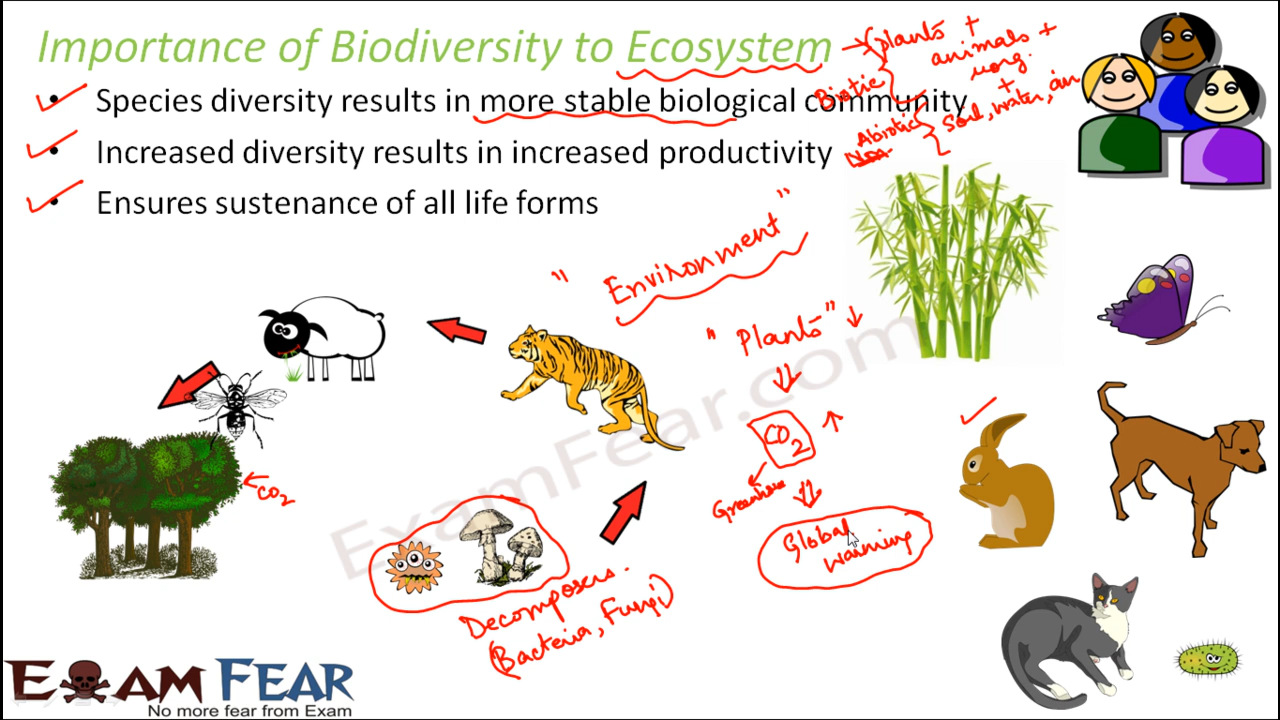 Importance of Biodiversity to Ecosystem
→ plants +
animals +
+
Biotic
• Species diversity results in more stable biological community
soil, water, air
Abiotic
• Increased diversity results in increased productivity
• Ensures sustenance of all life forms
" Environment "
" Plants " ↓
CO2 ↑
CO2
Global
warming
Decomposers.
(Bacteria, Fungi)
ExamFear.com
EXAM FEAR
No more fear from Exam